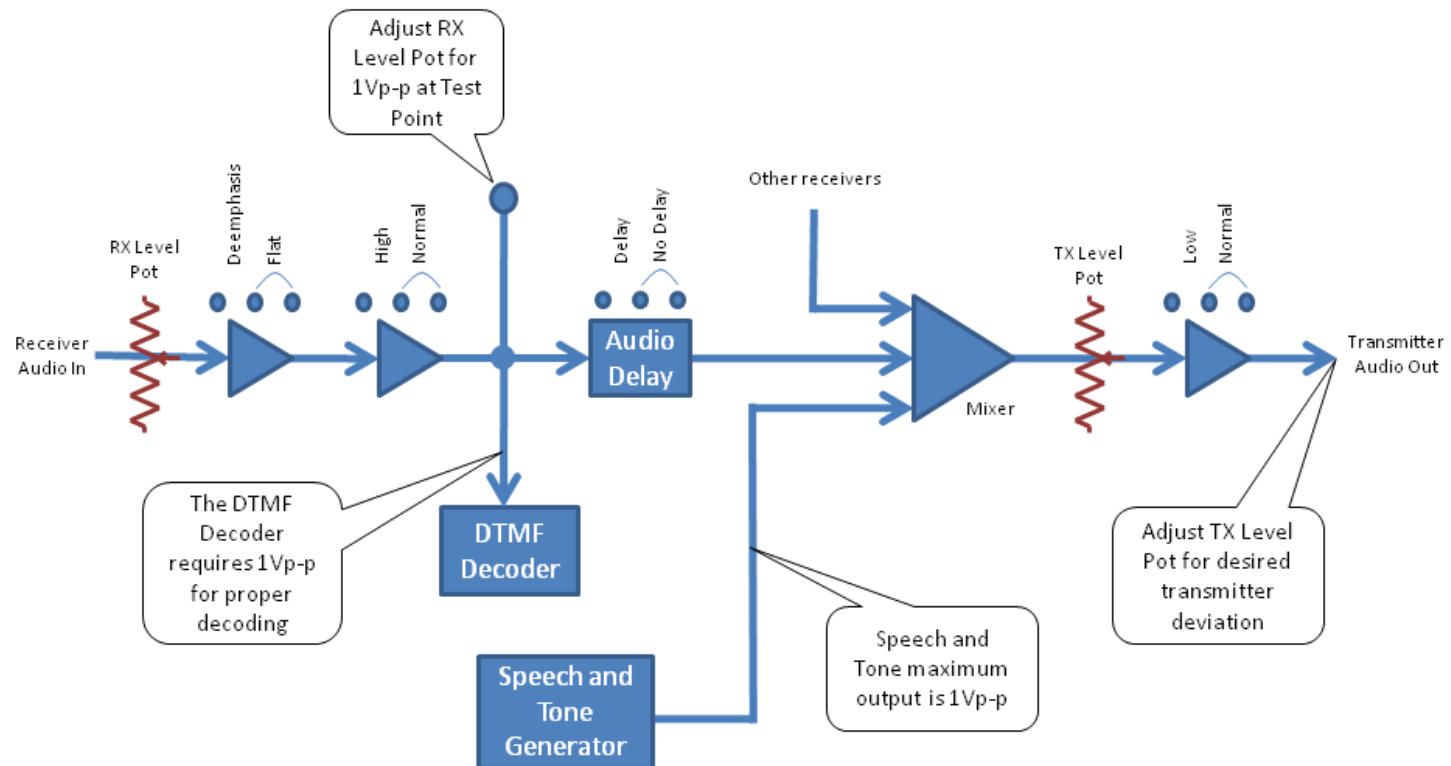 Adjust RX
Level Pot for
1Vp-p at Test
Point
Other receivers
RX Level
Pot
Deemphasis
Flat
High
Normal
Delay
No Delay
TX Level
Pot
Low
Normal
Receiver
Audio In
Audio
Delay
Mixer
Transmitter
Audio Out
The DTMF
Decoder
requires 1Vp-p
for proper
decoding
DTMF
Decoder
Adjust TX Level
Pot for desired
transmitter
deviation
Speech and
Tone maximum
output is 1Vp-p
Speech and
Tone
Generator